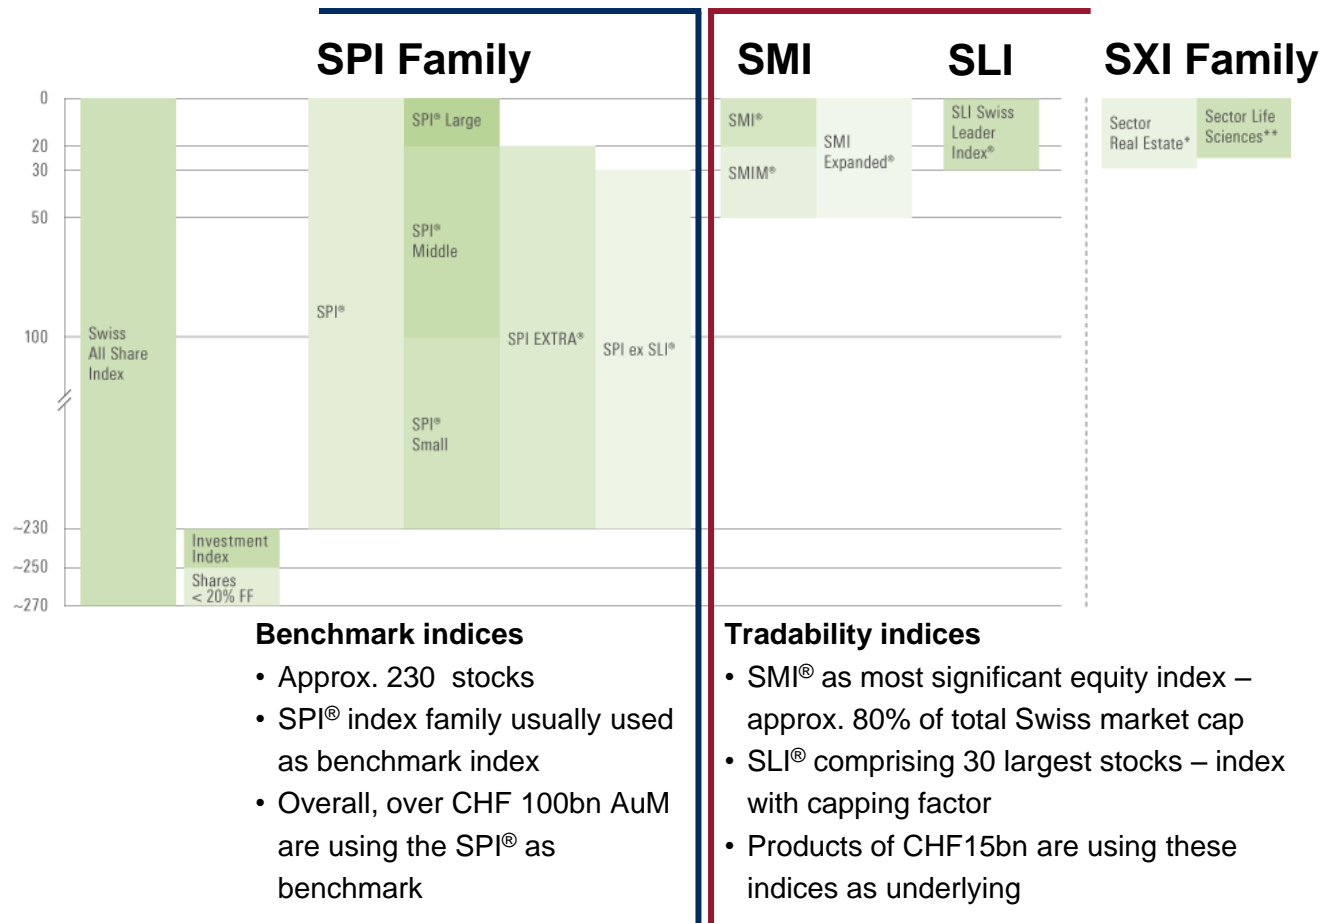 SPI Family
SMI
SLI
SXI Family
0
20
30
50
100
~230
~250
~270
Swiss
All Share
Index
Investment
Index
Shares
< 20% FF
SPI®
SPI® Large
SPI®
Middle
SPI®
Small
SPI EXTRA®
SPI ex SLI®
SMI®
SMIM®
SMI
Expanded®
SLI Swiss
Leader
Index®
Sector
Real Estate*
Sector Life
Sciences**
Benchmark indices
• Approx. 230 stocks
• SPI® index family usually used
as benchmark index
• Overall, over CHF 100bn AuM
are using the SPI® as
benchmark
Tradability indices
• SMI® as most significant equity index –
approx. 80% of total Swiss market cap
• SLI® comprising 30 largest stocks – index
with capping factor
• Products of CHF15bn are using these
indices as underlying